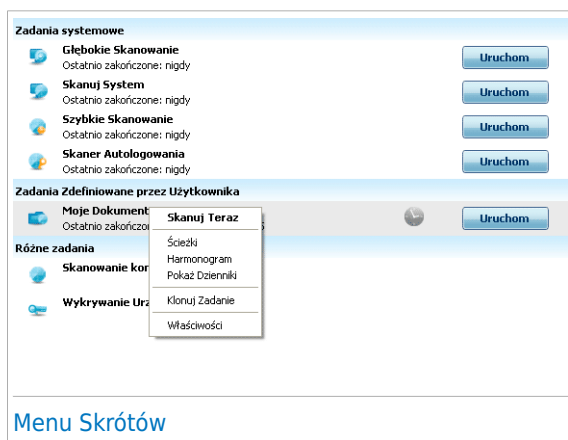 Zadania systemowe
Głębokie Skanowanie
Ostatnio zakończone: nigdy
Uruchom
Skanuj System
Ostatnio zakończone: nigdy
Uruchom
Szybkie Skanowanie
Ostatnio zakończone: nigdy
Uruchom
Skaner Autologowania
Ostatnio zakończone: nigdy
Uruchom
Zadania Zdefiniowane przez Użytkownika
Moje Dokument
Ostatnio zakończor
Uruchom
Skanuj Teraz
Ścieżki
Harmonogram
Pokaż Dzienniki
Klonuj Zadanie
Właściwości
Różne zadania
Skanowanie kor
Wykrywanie Urz
Menu Skrótów